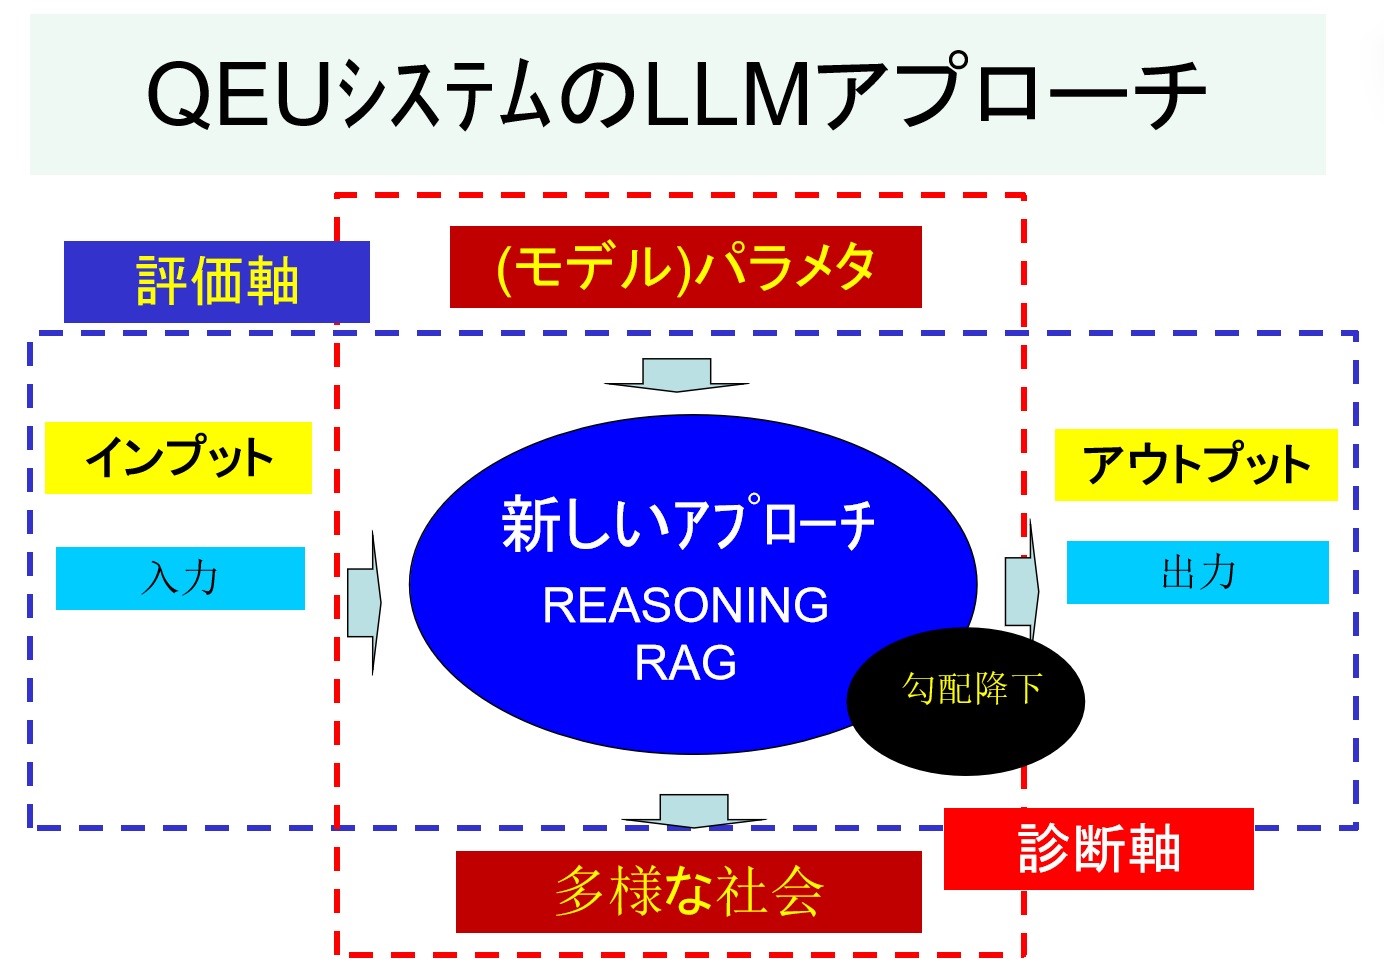 QEUシステムのLLMアプローチ
評価軸
(モデル)パラメタ
インプット
入力
新しいアプローチ
REASONING
RAG
勾配降下
アウトプット
出力
診断軸
多様な社会